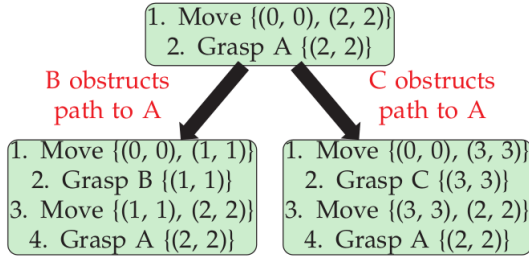 1. Move {(0, 0), (2, 2)}
2. Grasp A {(2, 2)}
B obstructs
path to A
C obstructs
path to A
1. Move {(0, 0), (1, 1)}
2. Grasp B {(1, 1)}
3. Move {(1, 1), (2, 2)}
4. Grasp A {(2, 2)}
1. Move {(0, 0), (3, 3)}
2. Grasp C {(3, 3)}
3. Move {(3, 3), (2, 2)}
4. Grasp A {(2, 2)}